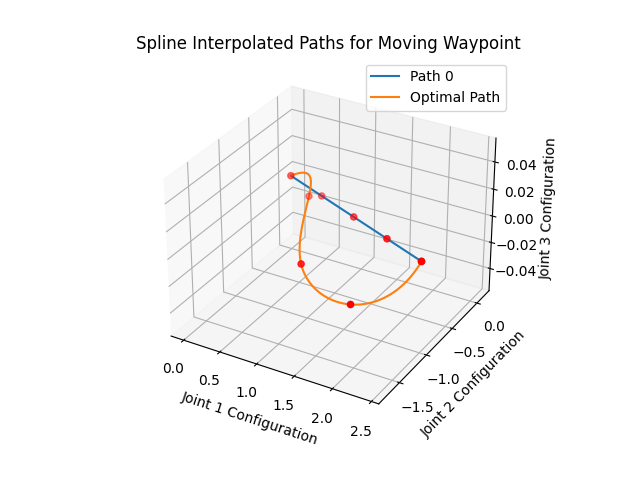 Spline Interpolated Paths for Moving Waypoint
Path 0
Optimal Path
0.04
0.02
0.00
−0.02
−0.04
Joint 3 Configuration
0.0
−0.5
−1.0
−1.5
Joint 2 Configuration
0.0
0.5
1.0
1.5
2.0
2.5
Joint 1 Configuration